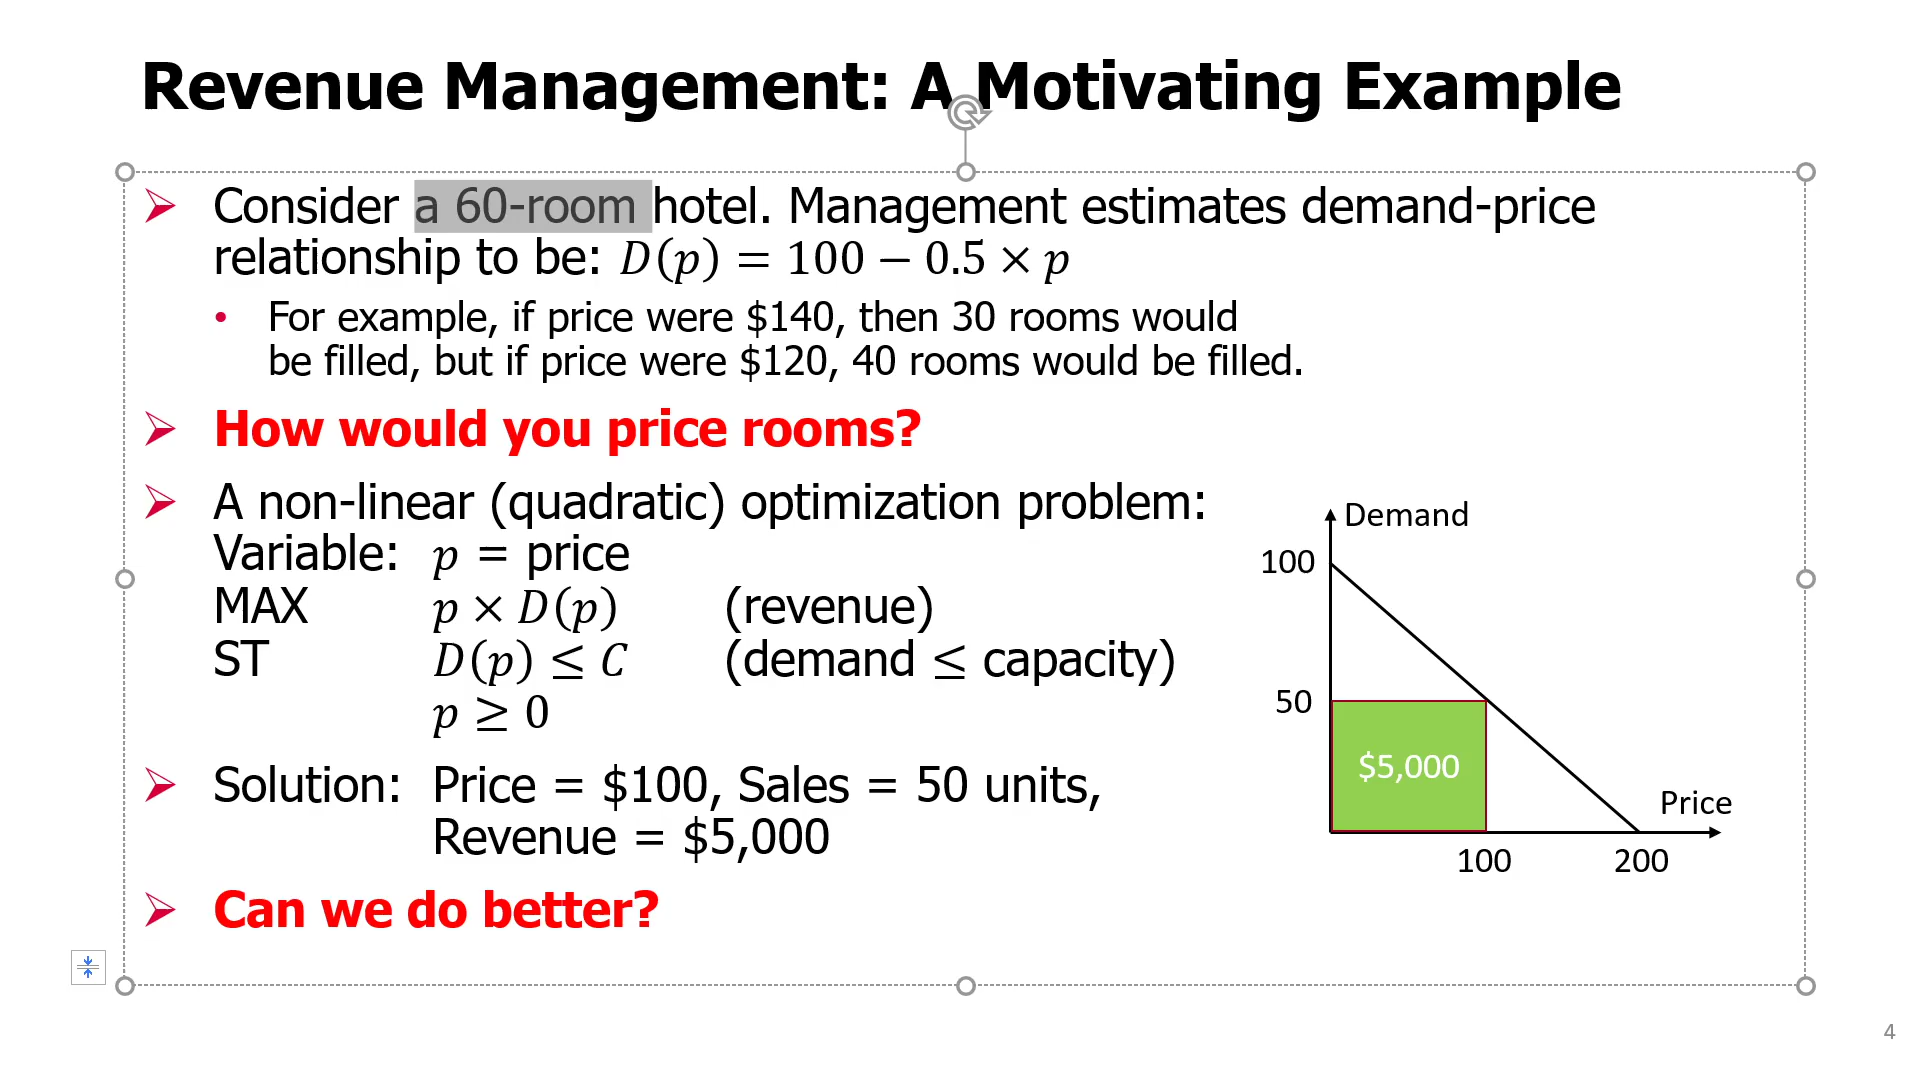 Revenue Management: A Motivating Example
Consider a 60-room hotel. Management estimates demand-price
relationship to be: D(p) = 100 − 0.5 × p
For example, if price were $140, then 30 rooms would
be filled, but if price were $120, 40 rooms would be filled.
How would you price rooms?
A non-linear (quadratic) optimization problem:
Variable: p = price
MAX p × D(p) (revenue)
ST D(p) ≤ C (demand ≤ capacity)
p ≥ 0
Solution: Price = $100, Sales = 50 units,
Revenue = $5,000
Can we do better?
Demand
100
50
$5,000
Price
100 200
4